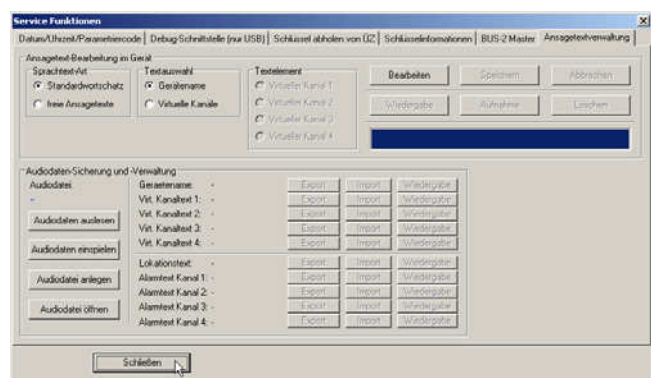 Service Funktionen
Datum/Uhrzeit/Parametriercode Debug-Schnittstelle (nur USB) Schlüssel abholen von ÜZ Schlüsselinformationen BUS-2 Master Ansagetextverwaltung
Ansagetext-Bearbeitung im Gerät
Sprachtext-Art Textauswahl Textelement
Standardwortschatz Gerätename Virtueller Kanal 1 Bearbeiten Speichern Abbrechen
freie Ansagetexte Virtuelle Kanäle Virtueller Kanal 2 Wiedergabe Aufnahme Löschen
Virtueller Kanal 3
Virtueller Kanal 4
Audiodaten-Sicherung und -Verwaltung
Audiodatei: Geraetename: - Export Import Wiedergabe
- Virt. Kanaltext 1: - Export Import Wiedergabe
Audiodaten auslesen Virt. Kanaltext 2: - Export Import Wiedergabe
Virt. Kanaltext 3: - Export Import Wiedergabe
Audiodaten einspielen Virt. Kanaltext 4: - Export Import Wiedergabe
Lokationstext: - Export Import Wiedergabe
Audiodatei anlegen Alarmtext Kanal 1: - Export Import Wiedergabe
Alarmtext Kanal 2: - Export Import Wiedergabe
Audiodatei öffnen Alarmtext Kanal 3: - Export Import Wiedergabe
Alarmtext Kanal 4: - Export Import Wiedergabe
Schließen